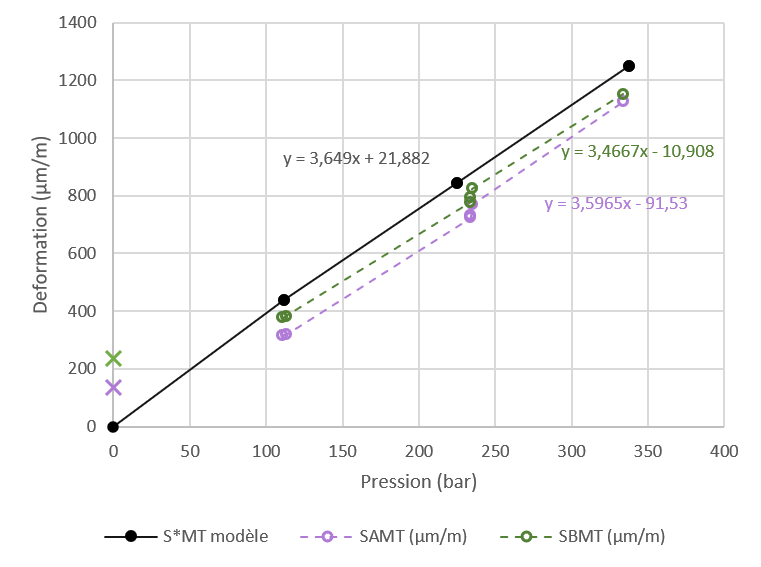 1400
1200
1000
800
600
400
200
0
Deformation (µm/m)
y = 3,649x + 21,882
y = 3,4667x - 10,908
y = 3,5965x - 91,53
0 50 100 150 200 250 300 350 400
Pression (bar)
S*MT modèle SAMT (µm/m) SBMT (µm/m)